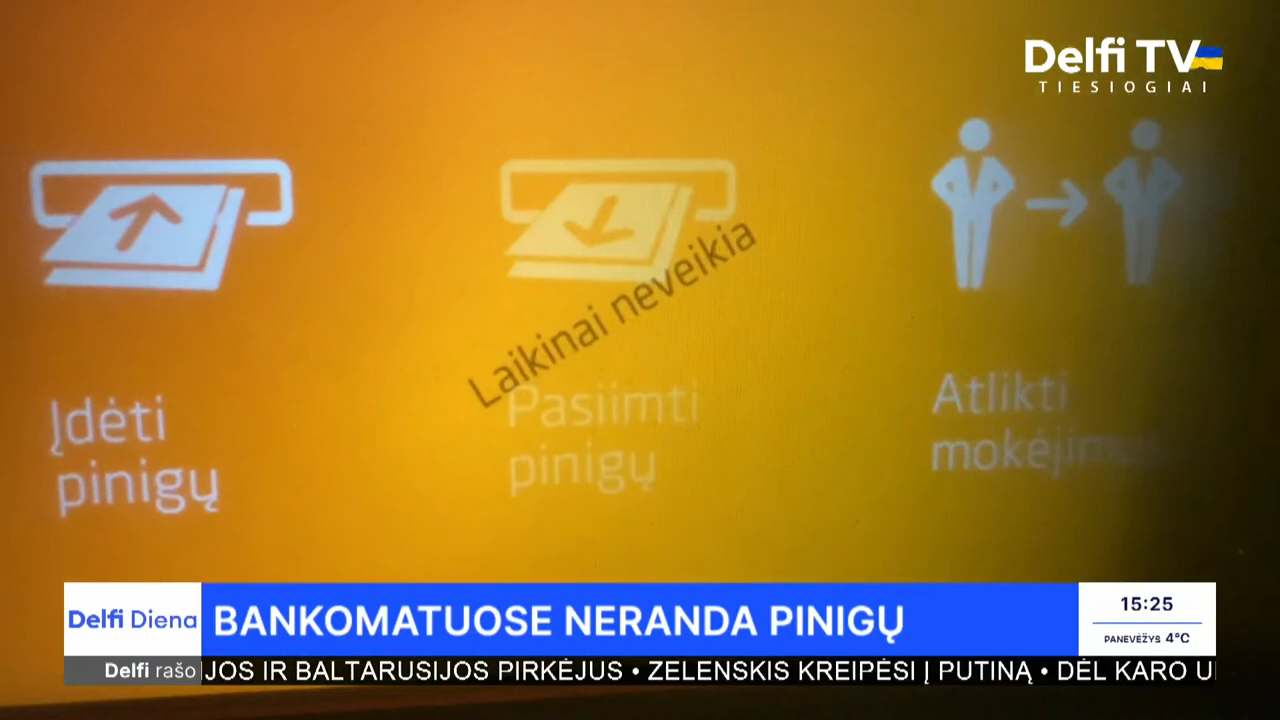 Delfi TV
TIESIOGIAI
Laikinai neveikia
Įdėti
pinigų
Pasiimti
pinigų
Atlikti
mokėjimus
Delfi Diena
BANKOMATUOSE NERANDA PINIGŲ
15:25
PANEVĖŽYS 4°C
Delfi rašo
JOS IR BALTARUSIJOS PIRKĖJUS • ZELENSKIS KREIPĖSI Į PUTINĄ • DĖL KARO